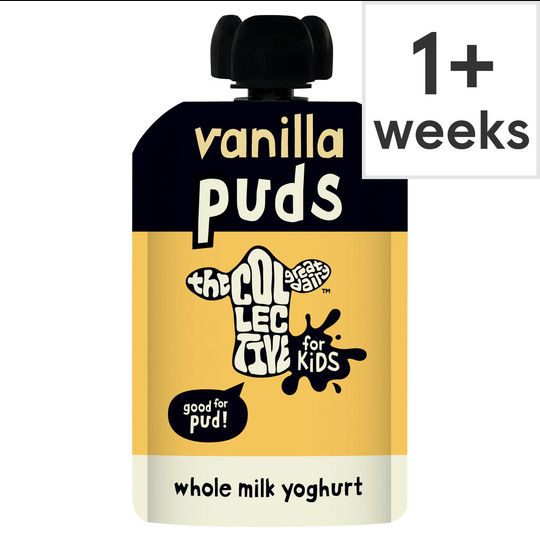 1+
weeks
vanilla
puds
the COL great
dairy ™
LEC
TIVE for
KiDS
good for
pud!
whole milk yoghurt